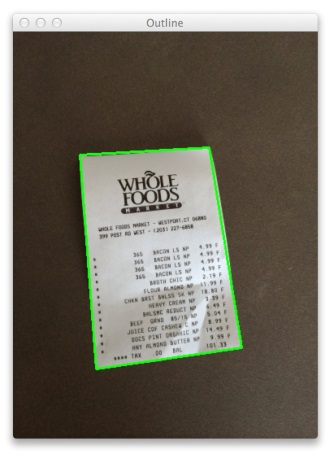 Outline
WHOLE
FOODS
MARKET
WHOLE FOODS MARKET - WESTPORT,CT 06880
399 POST RD WEST - (203) 227-6858
* 365 BACON LS NP 4.99 F
* 365 BACON LS NP 4.99 F
* 365 BACON LS NP 4.99 F
* 365 BACON LS NP 4.99 F
* BROTH CHIC NP 2.19 F
* FLOUR ALMOND NP 11.99 F
* CHKN BRST BNLSS SK NP 18.80 F
* HEAVY CREAM NP 3.39 F
* BALSMC REDUCT NP 6.49 F
* BEEF GRND 85/15 NP 5.04 F
* JUICE COF CASHEW C NP 8.99 F
* DOCS PINT ORGANIC NP 14.49 F
* HNY ALMOND BUTTER NP 9.99 F
**** TAX .00 BAL 101.33